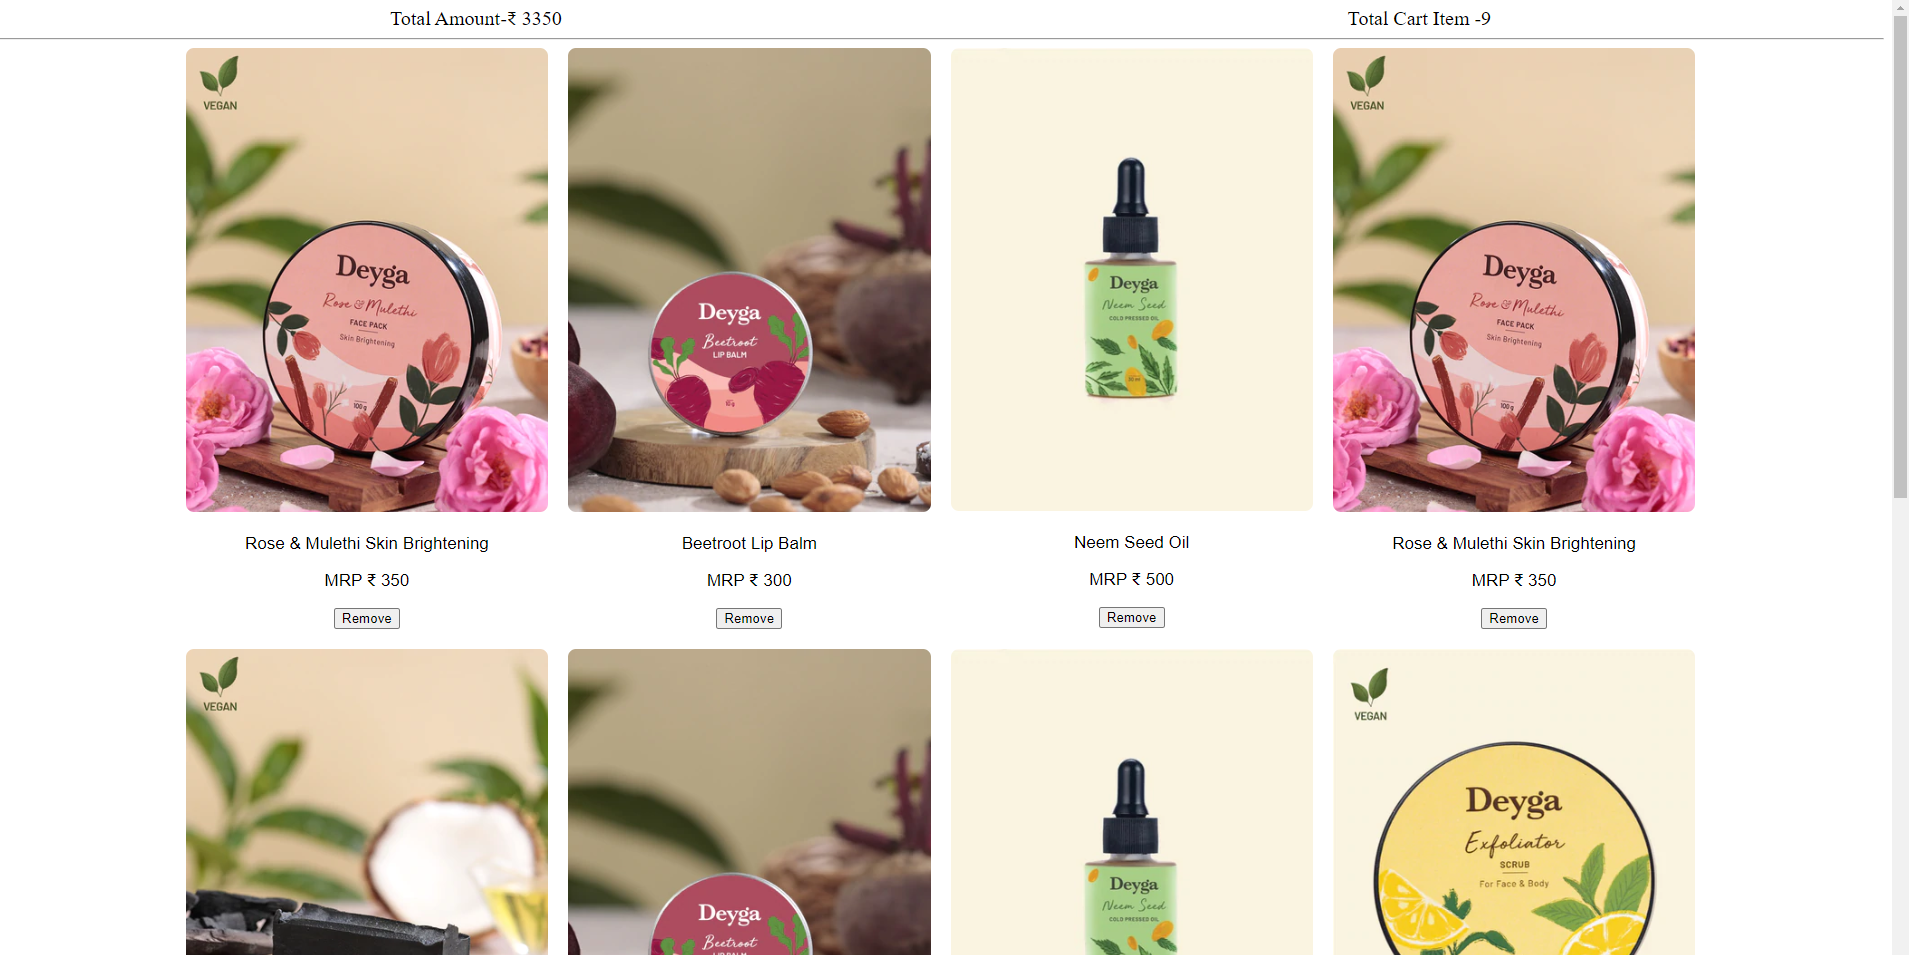 Total Amount-₹ 3350
Total Cart Item -9
VEGAN
Deyga
Rose & Mulethi
FACE PACK
Skin Brightening
100 g
Deyga
Beetroot
LIP BALM
Deyga
Neem Seed
COLD PRESSED OIL
VEGAN
Deyga
Rose & Mulethi
FACE PACK
Skin Brightening
100 g
Rose & Mulethi Skin Brightening
Beetroot Lip Balm
Neem Seed Oil
Rose & Mulethi Skin Brightening
MRP ₹ 350
MRP ₹ 300
MRP ₹ 500
MRP ₹ 350
Remove
Remove
Remove
Remove
VEGAN
Deyga
Beetroot
LIP BALM
Deyga
Neem Seed
COLD PRESSED OIL
VEGAN
Deyga
Exfoliator
SCRUB
For Face & Body